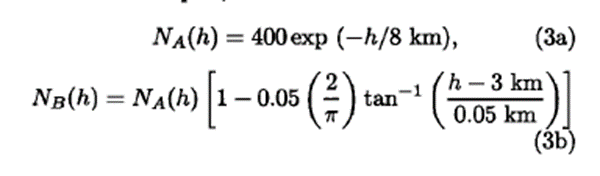 N_A(h) = 400 exp (−h/8 km), (3a)
N_B(h) = N_A(h) [1 − 0.05 (2/π) tan⁻¹ ((h − 3 km)/(0.05 km))]
(3b)